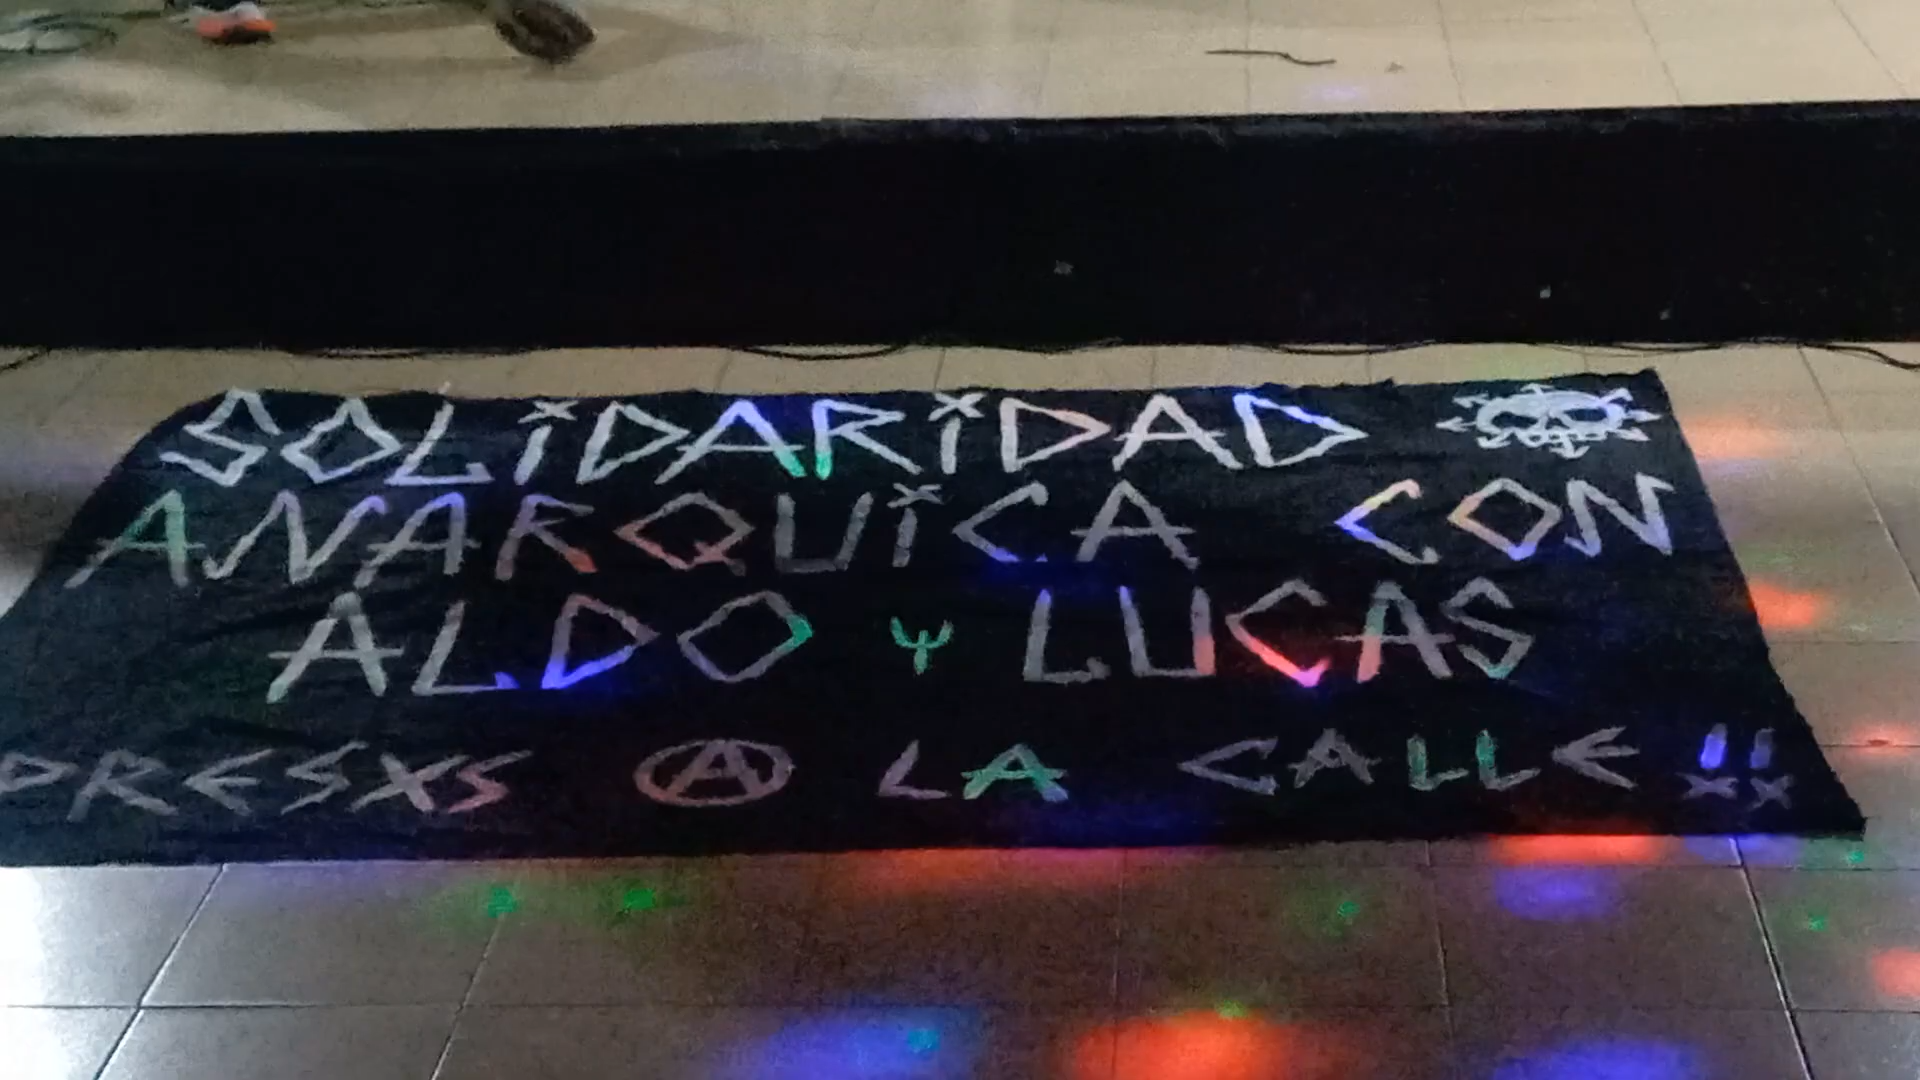 SOLiDARiDAD
ANARQUiCA CON
ALDO Y LUCAS
PRESXS Ⓐ LA CALLE !!